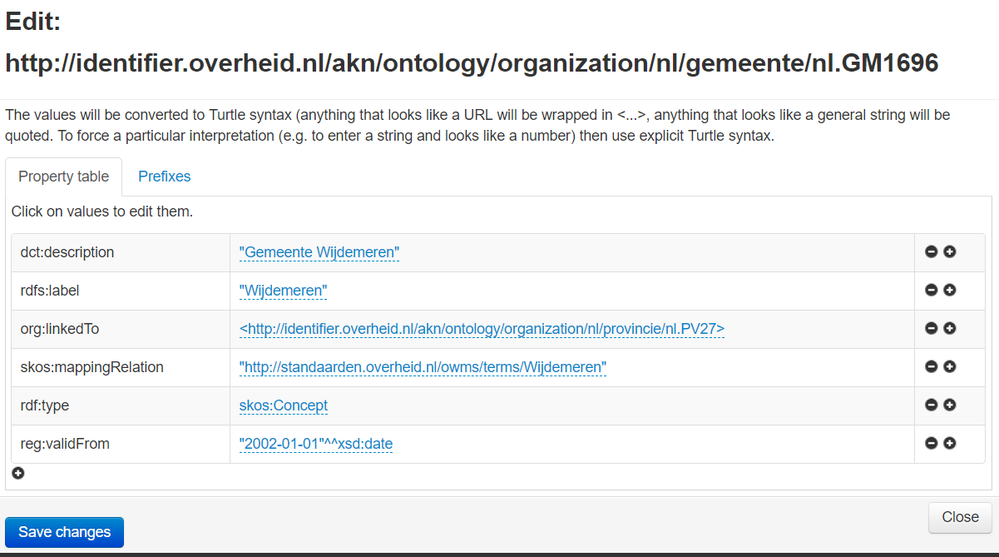 Edit:
http://identifier.overheid.nl/akn/ontology/organization/nl/gemeente/nl.GM1696
The values will be converted to Turtle syntax (anything that looks like a URL will be wrapped in <...>, anything that looks like a general string will be
quoted. To force a particular interpretation (e.g. to enter a string and looks like a number) then use explicit Turtle syntax.
Property table Prefixes
Click on values to edit them.
dct:description "Gemeente Wijdemeren"
rdfs:label "Wijdemeren"
org:linkedTo <http://identifier.overheid.nl/akn/ontology/organization/nl/provincie/nl.PV27>
skos:mappingRelation "http://standaarden.overheid.nl/owms/terms/Wijdemeren"
rdf:type skos:Concept
reg:validFrom "2002-01-01"^^xsd:date
Close
Save changes